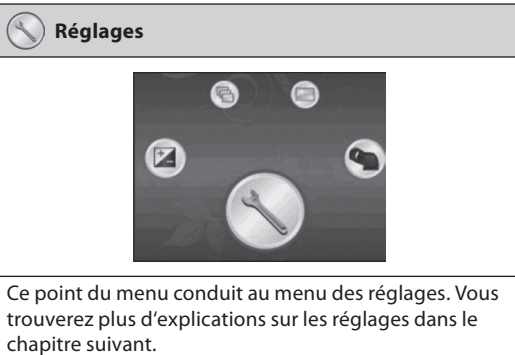 Réglages
Ce point du menu conduit au menu des réglages. Vous
trouverez plus d‘explications sur les réglages dans le
chapitre suivant.